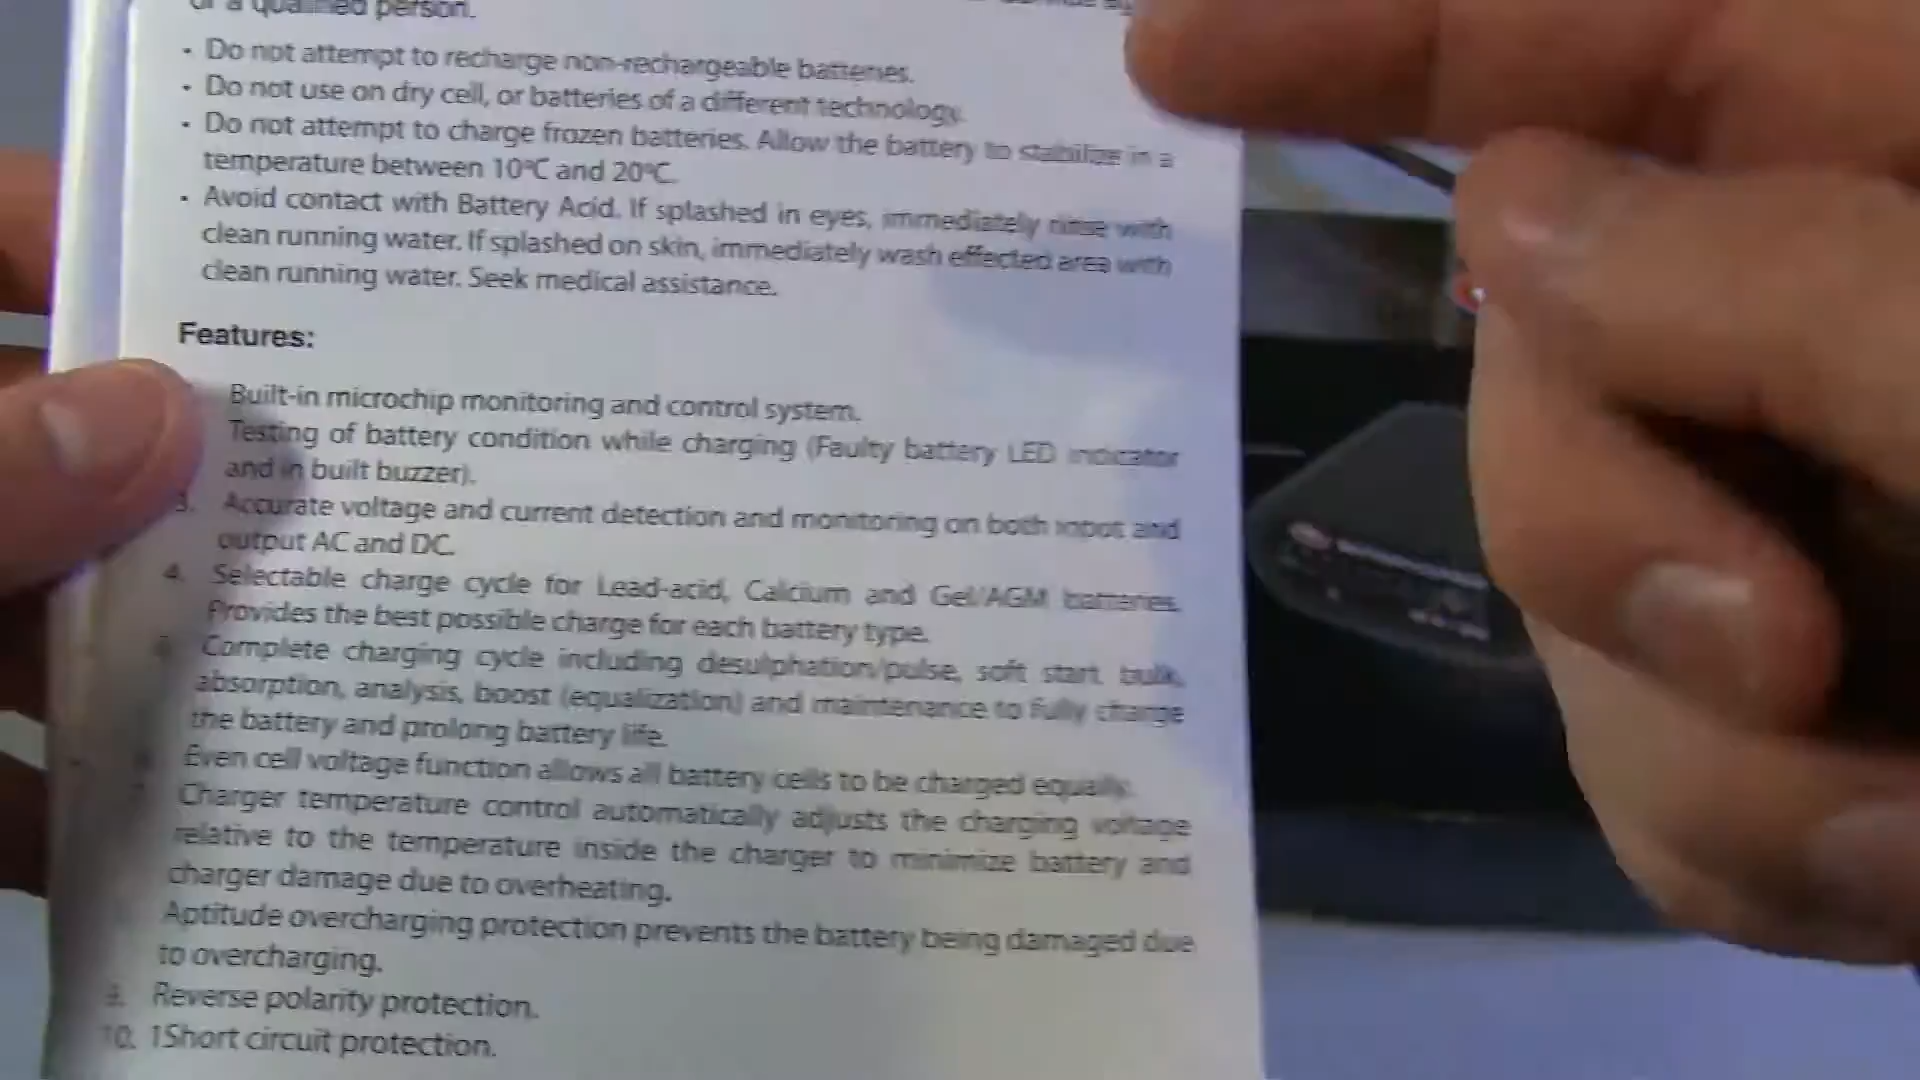 of a qualified person.
• Do not attempt to recharge non-rechargeable batteries.
• Do not use on dry cell, or batteries of a different technology.
• Do not attempt to charge frozen batteries. Allow the battery to stabilize in a
temperature between 10°C and 20°C.
• Avoid contact with Battery Acid. If splashed in eyes, immediately rinse with
clean running water. If splashed on skin, immediately wash effected area with
clean running water. Seek medical assistance.
Features:
Built-in microchip monitoring and control system.
Testing of battery condition while charging (Faulty battery LED indicator
and in built buzzer).
3. Accurate voltage and current detection and monitoring on both input and
output AC and DC.
4. Selectable charge cycle for Lead-acid, Calcium and Gel/AGM batteries.
Provides the best possible charge for each battery type.
Complete charging cycle including desulphation/pulse, soft start, bulk,
absorption, analysis, boost (equalization) and maintenance to fully charge
the battery and prolong battery life.
Even cell voltage function allows all battery cells to be charged equally.
Charger temperature control automatically adjusts the charging voltage
relative to the temperature inside the charger to minimize battery and
charger damage due to overheating.
Aptitude overcharging protection prevents the battery being damaged due
to overcharging.
9. Reverse polarity protection.
10. 1Short circuit protection.